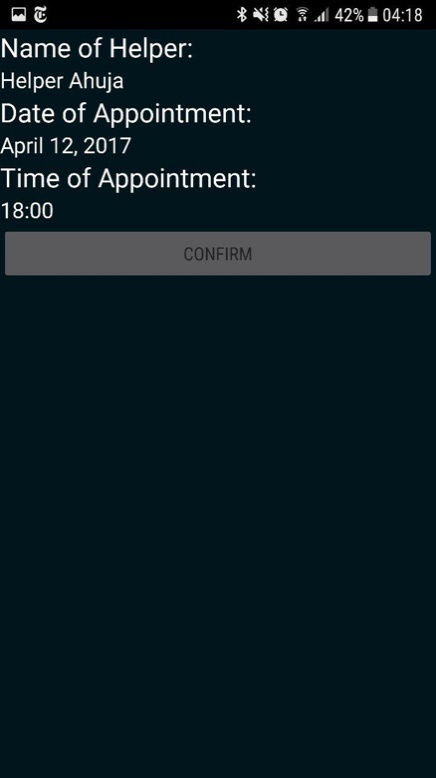 42% 04:18
Name of Helper:
Helper Ahuja
Date of Appointment:
April 12, 2017
Time of Appointment:
18:00
CONFIRM